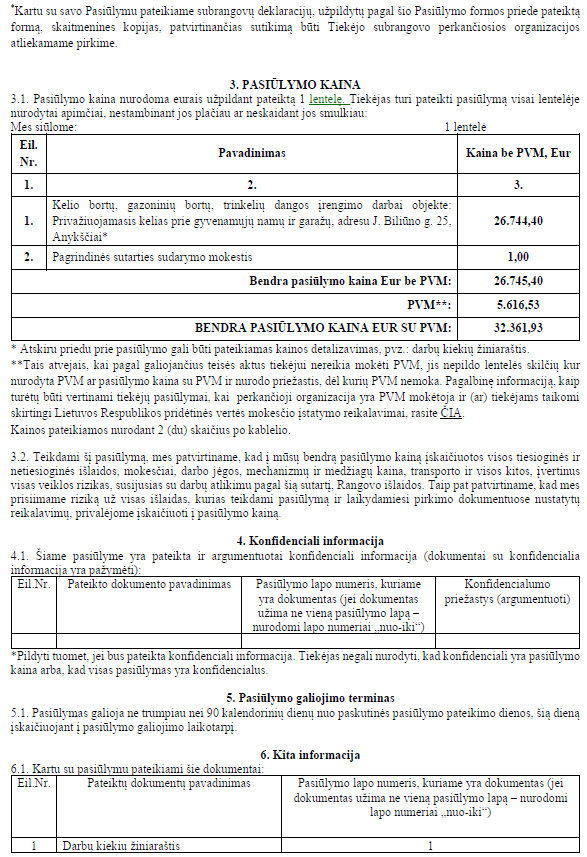 *Kartu su savo Pasiūlymu pateikiame subrangovų deklaracijų, užpildytų pagal šio Pasiūlymo formos priede pateiktą
formą, skaitmenines kopijas, patvirtinančias sutikimą būti Tiekėjo subrangovo perkančiosios organizacijos
atliekamame pirkime.
3. PASIŪLYMO KAINA
3.1. Pasiūlymo kaina nurodoma eurais užpildant pateiktą 1 lentelę. Tiekėjas turi pateikti pasiūlymą visai lentelėje
nurodytai apimčiai, nestambinant jos plačiau ar neskaidant jos smulkiau:
Mes siūlome: 1 lentelė
Eil. Nr. Pavadinimas Kaina be PVM, Eur
1. 2. 3.
Kelio bortų, gazoninių bortų, trinkelių dangos įrengimo darbai objekte:
1. Privažiuojamasis kelias prie gyvenamųjų namų ir garažų, adresu J. Biliūno g. 25, 26.744,40
Anykščiai*
2. Pagrindinės sutarties sudarymo mokestis 1,00
Bendra pasiūlymo kaina Eur be PVM: 26.745,40
PVM**: 5.616,53
BENDRA PASIŪLYMO KAINA EUR SU PVM: 32.361,93
* Atskiru priedu prie pasiūlymo gali būti pateikiamas kainos detalizavimas, pvz.: darbų kiekių žiniaraštis.
**Tais atvejais, kai pagal galiojančius teisės aktus tiekėjui nereikia mokėti PVM, jis nepildo lentelės skilčių kur
nurodyta PVM ar pasiūlymo kaina su PVM ir nurodo priežastis, dėl kurių PVM nemoka. Pagalbinę informaciją, kaip
turėtų būti vertinami tiekėjų pasiūlymai, kai perkančioji organizacija yra PVM mokėtoja ir (ar) tiekėjams taikomi
skirtingi Lietuvos Respublikos pridėtinės vertės mokesčio įstatymo reikalavimai, rasite ČIA.
Kainos pateikiamos nurodant 2 (du) skaičius po kablelio.
3.2. Teikdami šį pasiūlymą, mes patvirtiname, kad į mūsų bendrą pasiūlymo kainą įskaičiuotos visos tiesioginės ir
netiesioginės išlaidos, mokesčiai, darbo jėgos, mechanizmų ir medžiagų kaina, transporto ir visos kitos, įvertinus
visas veiklos rizikas, susijusias su darbų atlikimu pagal šią sutartį, Rangovo išlaidos. Taip pat patvirtiname, kad mes
prisiimame riziką už visas išlaidas, kurias teikdami pasiūlymą ir laikydamiesi pirkimo dokumentuose nustatytų
reikalavimų, privalėjome įskaičiuoti į pasiūlymo kainą.
4. Konfidenciali informacija
4.1. Šiame pasiūlyme yra pateikta ir argumentuotai konfidenciali informacija (dokumentai su konfidencialia
informacija yra pažymėti):
Eil.Nr. Pateikto dokumento pavadinimas Pasiūlymo lapo numeris, kuriame Konfidencialumo
yra dokumentas (jei dokumentas priežastys (argumentuoti)
užima ne vieną pasiūlymo lapą –
nurodomi lapo numeriai „nuo-iki“)
*Pildyti tuomet, jei bus pateikta konfidenciali informacija. Tiekėjas negali nurodyti, kad konfidenciali yra pasiūlymo
kaina arba, kad visas pasiūlymas yra konfidencialus.
5. Pasiūlymo galiojimo terminas
5.1. Pasiūlymas galioja ne trumpiau nei 90 kalendorinių dienų nuo paskutinės pasiūlymo pateikimo dienos, šią dieną
įskaičiuojant į pasiūlymo galiojimo laikotarpį.
6. Kita informacija
6.1. Kartu su pasiūlymu pateikiami šie dokumentai:
Eil.Nr. Pateiktų dokumentų pavadinimas Pasiūlymo lapo numeris, kuriame yra dokumentas (jei
dokumentas užima ne vieną pasiūlymo lapą – nurodomi
lapo numeriai „nuo-iki“)
1 Darbų kiekių žiniaraštis 1